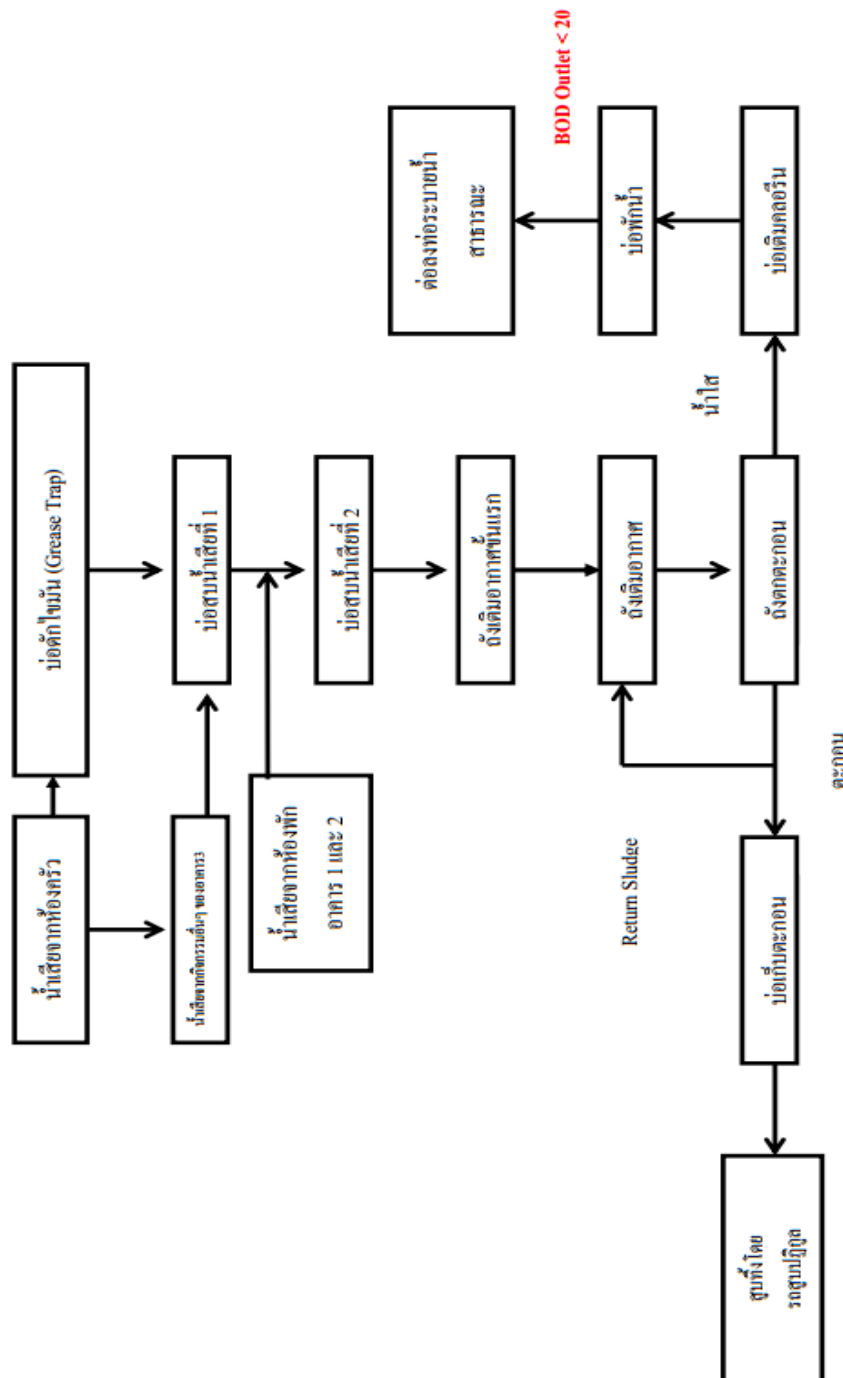 น้ำเสียจากห้องครัว
บ่อดักไขมัน (Grease Trap)
น้ำเสียจากกิจกรรมอื่นๆ ของอาคาร3
บ่อสบน้ำเสียที่ 1
น้ำเสียจากห้องพัก
อาคาร 1 และ 2
บ่อสบน้ำเสียที่ 2
ถังเติมอากาศขั้นแรก
Return Sludge
ถังเติมอากาศ
ถังตกตะกอน
น้ำใส
ตะกอน
บ่อเก็บตะกอน
สูบทิ้งโดย
รถสูบปฏิกูล
บ่อเติมคลอรีน
บ่อพักน้ำ
BOD Outlet < 20
ต่อลงท่อระบายน้ำ
สาธารณะ